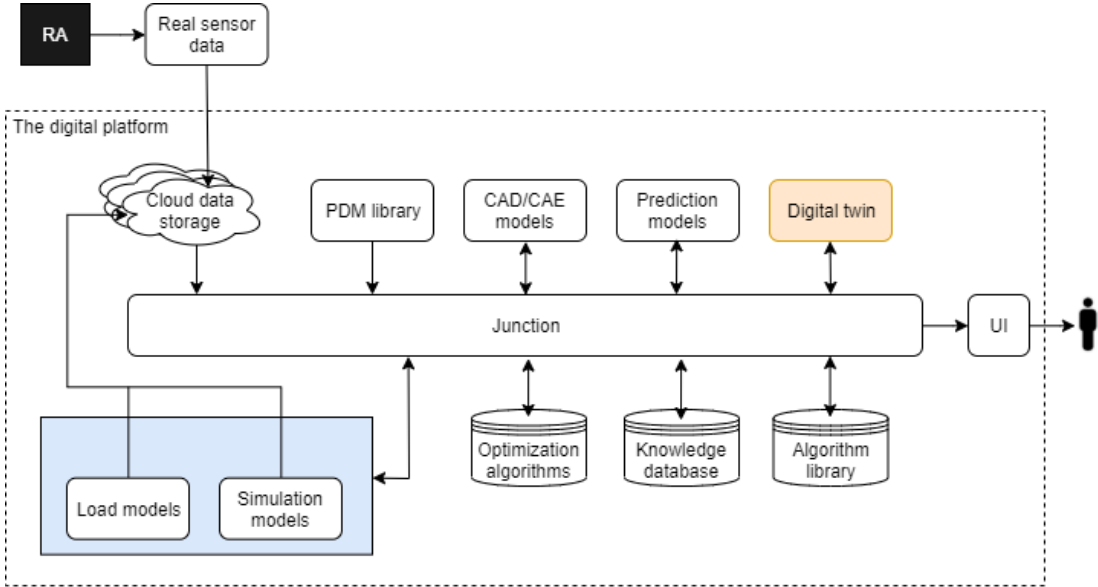 RA
Real sensor
data
The digital platform
Cloud data
storage
PDM library
CAD/CAE
models
Prediction
models
Digital twin
Junction
UI
Optimization
algorithms
Knowledge
database
Algorithm
library
Load models
Simulation
models